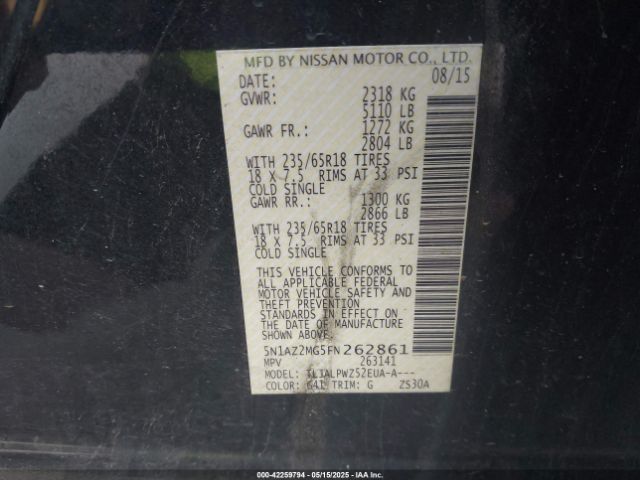 MFD BY NISSAN MOTOR CO., LTD.
DATE: 08/15
GVWR: 2318 KG
5110 LB
GAWR FR.: 1272 KG
2804 LB
WITH 235/65R18 TIRES
18 X 7.5 RIMS AT 33 PSI
COLD SINGLE
GAWR RR.: 1300 KG
2866 LB
WITH 235/65R18 TIRES
18 X 7.5 RIMS AT 33 PSI
COLD SINGLE
THIS VEHICLE CONFORMS TO
ALL APPLICABLE FEDERAL
MOTOR VEHICLE SAFETY AND
THEFT PREVENTION
STANDARDS IN EFFECT ON
THE DATE OF MANUFACTURE
SHOWN ABOVE.
5N1AZ2MG5FN262861
MPV 263141
MODEL: TLJALPWZ52EUA-A---
COLOR: G41 TRIM: G ZS30A
000-42259794 - 05/15/2025 - IAA Inc.